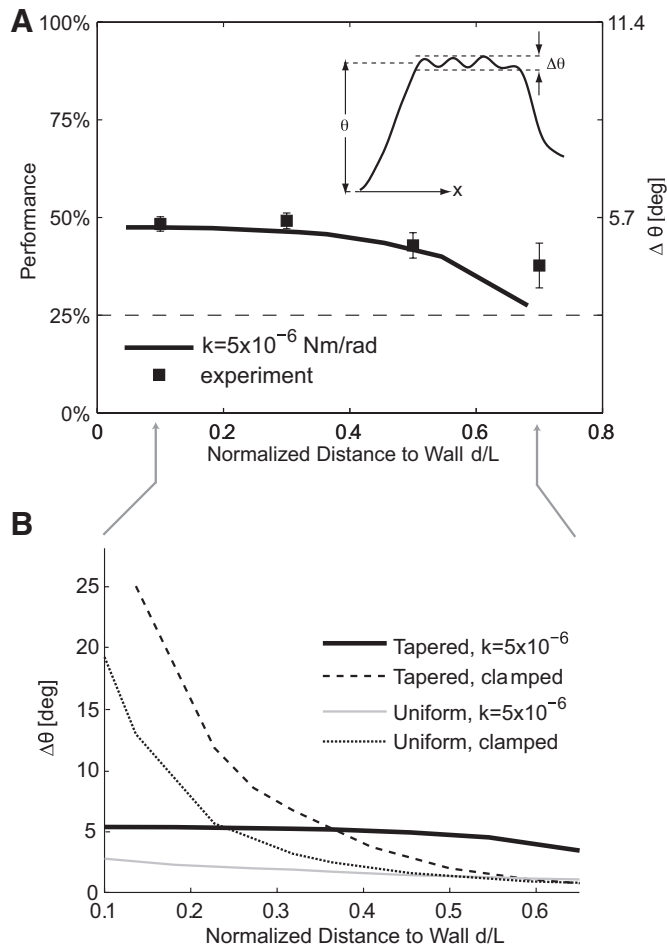 A
100%
75%
50%
25%
0%
Performance
11.4
5.7
Δ θ [deg]
θ
Δθ
x
k=5x10⁻⁶ Nm/rad
experiment
0 0.2 0.4 0.6 0.8
Normalized Distance to Wall d/L
B
25
20
15
10
5
0
Δθ [deg]
Tapered, k=5x10⁻⁶
Tapered, clamped
Uniform, k=5x10⁻⁶
Uniform, clamped
0.1 0.2 0.3 0.4 0.5 0.6
Normalized Distance to Wall d/L